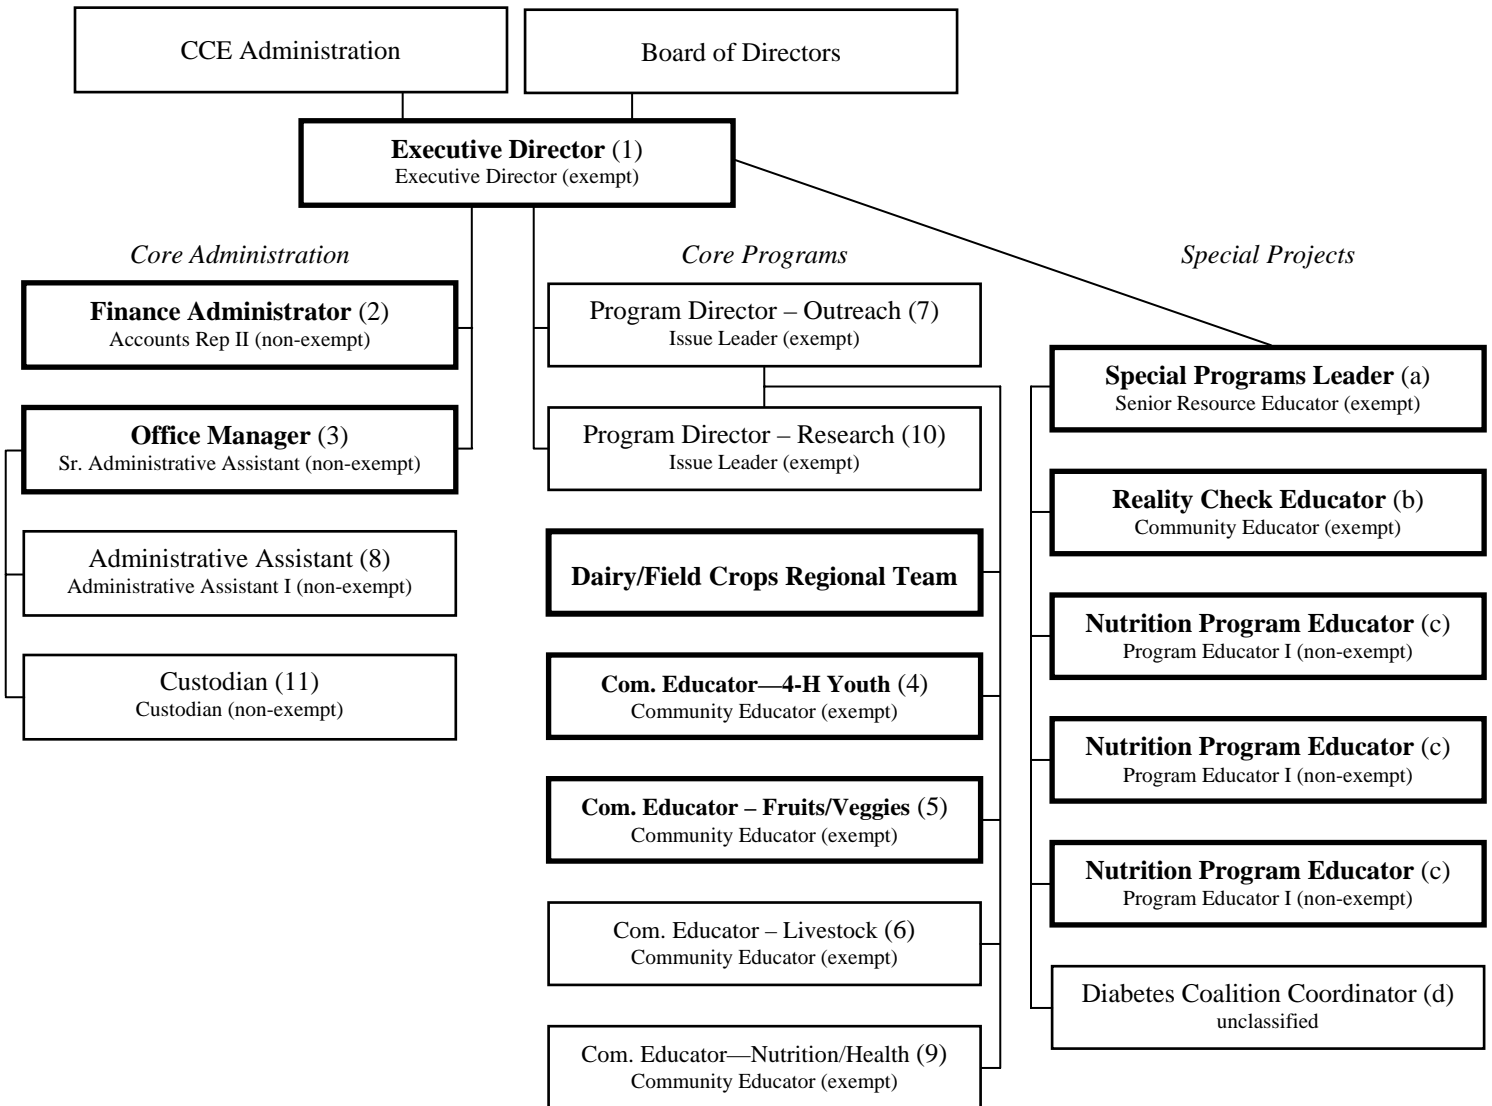 CCE Administration
Board of Directors
Executive Director (1)
Executive Director (exempt)
Core Administration
Core Programs
Special Projects
Finance Administrator (2)
Accounts Rep II (non-exempt)
Office Manager (3)
Sr. Administrative Assistant (non-exempt)
Administrative Assistant (8)
Administrative Assistant I (non-exempt)
Custodian (11)
Custodian (non-exempt)
Program Director – Outreach (7)
Issue Leader (exempt)
Program Director – Research (10)
Issue Leader (exempt)
Dairy/Field Crops Regional Team
Com. Educator—4-H Youth (4)
Community Educator (exempt)
Com. Educator – Fruits/Veggies (5)
Community Educator (exempt)
Com. Educator – Livestock (6)
Community Educator (exempt)
Com. Educator—Nutrition/Health (9)
Community Educator (exempt)
Special Programs Leader (a)
Senior Resource Educator (exempt)
Reality Check Educator (b)
Community Educator (exempt)
Nutrition Program Educator (c)
Program Educator I (non-exempt)
Nutrition Program Educator (c)
Program Educator I (non-exempt)
Nutrition Program Educator (c)
Program Educator I (non-exempt)
Diabetes Coalition Coordinator (d)
unclassified